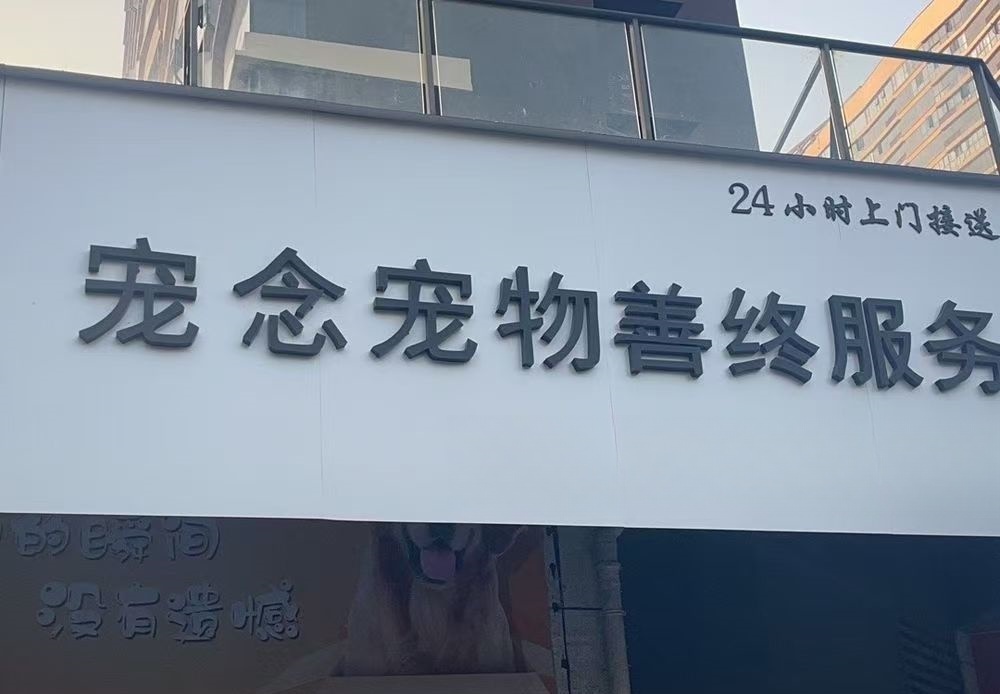 24小时上门接送
宠念宠物善终服务
的瞬间
没有遗憾